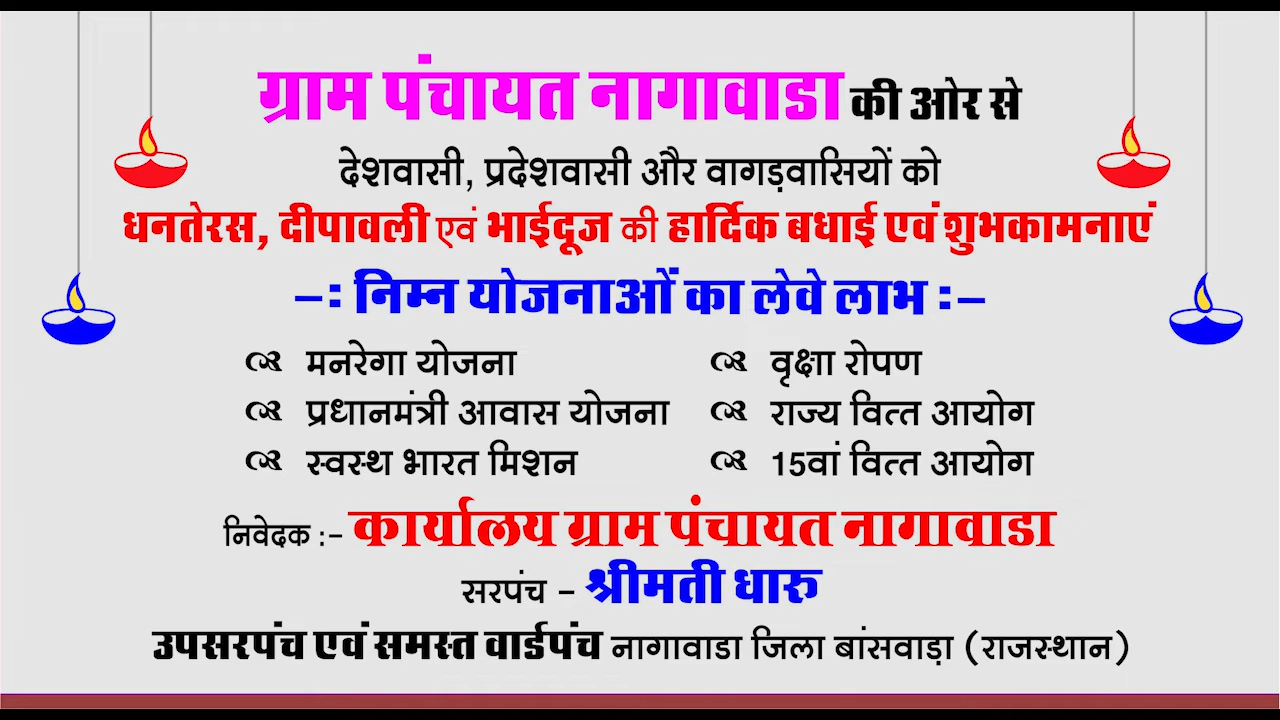 ग्राम पंचायत नागावाडा की ओर से
देशवासी, प्रदेशवासी और वागड़वासियों को
धनतेरस, दीपावली एवं भाईदूज की हार्दिक बधाई एवं शुभकामनाएं
–: निम्न योजनाओं का लेवे लाभ :–
मनरेगा योजना
प्रधानमंत्री आवास योजना
स्वस्थ भारत मिशन
वृक्षा रोपण
राज्य वित्त आयोग
15वां वित्त आयोग
निवेदक :- कार्यालय ग्राम पंचायत नागावाडा
सरपंच – श्रीमती धारु
उपसरपंच एवं समस्त वार्डपंच नागावाडा जिला बांसवाड़ा (राजस्थान)